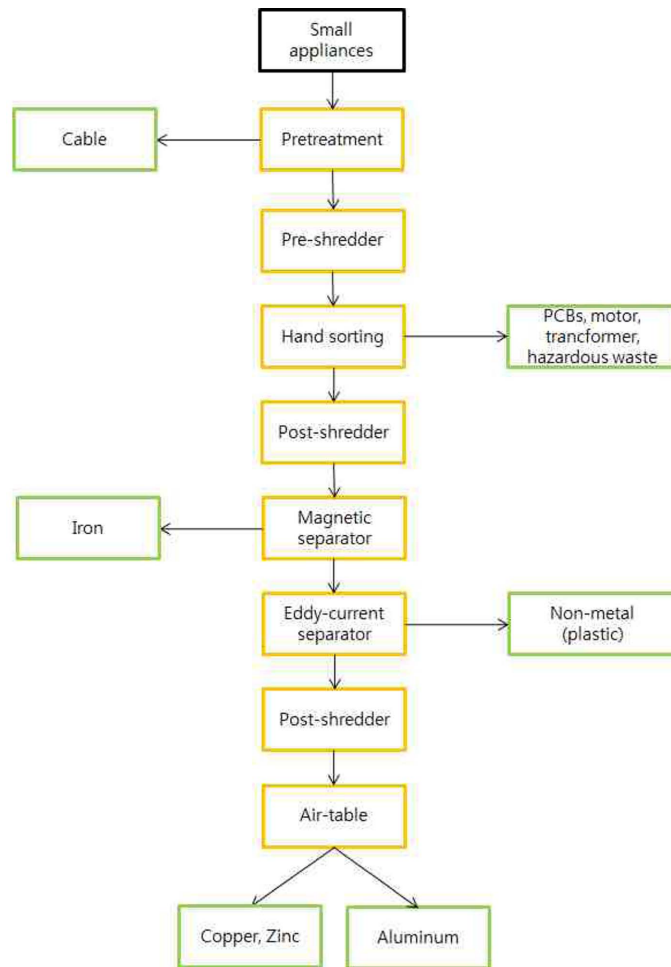 Small
appliances
Cable
Pretreatment
Pre-shredder
Hand sorting
PCBs, motor,
trancformer,
hazardous waste
Post-shredder
Iron
Magnetic
separator
Eddy-current
separator
Non-metal
(plastic)
Post-shredder
Air-table
Copper, Zinc
Aluminum